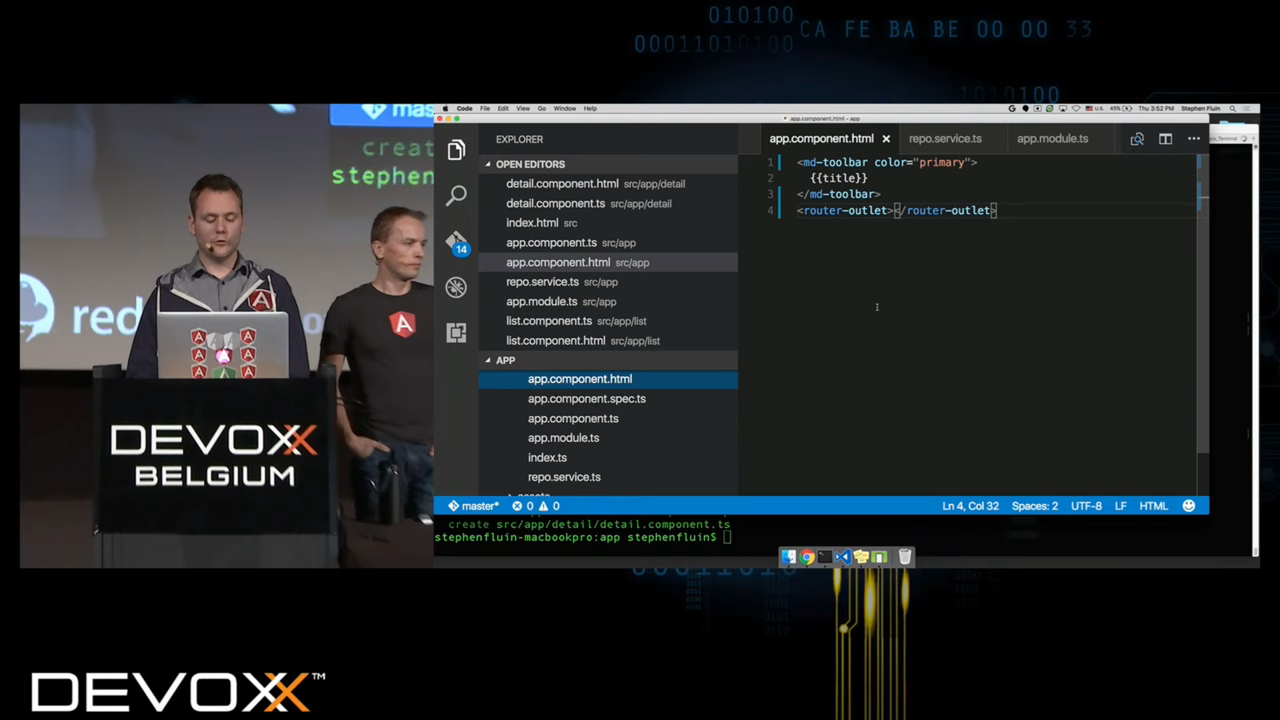 010100
00011010100
CA FE BA BE 00 00 33
01010100
mas
create
stephen
red
DEVOXX
BELGIUM
Code File Edit View Go Window Help
U.S. 45% Thu 3:52 PM Stephen Fluin
app.component.html - app
EXPLORER
OPEN EDITORS
detail.component.html src/app/detail
detail.component.ts src/app/detail
index.html src
app.component.ts src/app
app.component.html src/app
repo.service.ts src/app
app.module.ts src/app
list.component.ts src/app/list
list.component.html src/app/list
14
APP
app.component.html
app.component.spec.ts
app.component.ts
app.module.ts
index.ts
repo.service.ts
assets
app.component.html repo.service.ts app.module.ts
1 <md-toolbar color="primary">
2 {{title}}
3 </md-toolbar>
4 <router-outlet></router-outlet>
master* 0 0 Ln 4, Col 32 Spaces: 2 UTF-8 LF HTML
create src/app/detail/detail.component.ts
stephenfluin-macbookpro:app stephenfluin$
DEVOXX™